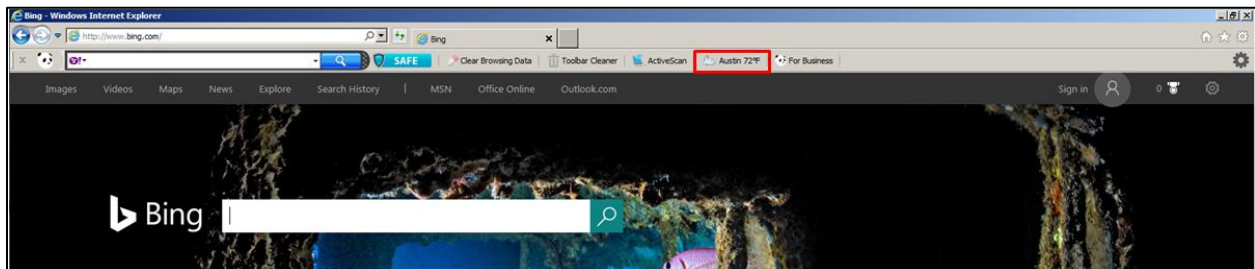 Bing - Windows Internet Explorer
http://www.bing.com/ Bing
Y! SAFE Clear Browsing Data Toolbar Cleaner ActiveScan Austin 72°F For Business
Images Videos Maps News Explore Search History | MSN Office Online Outlook.com Sign in 0
Bing